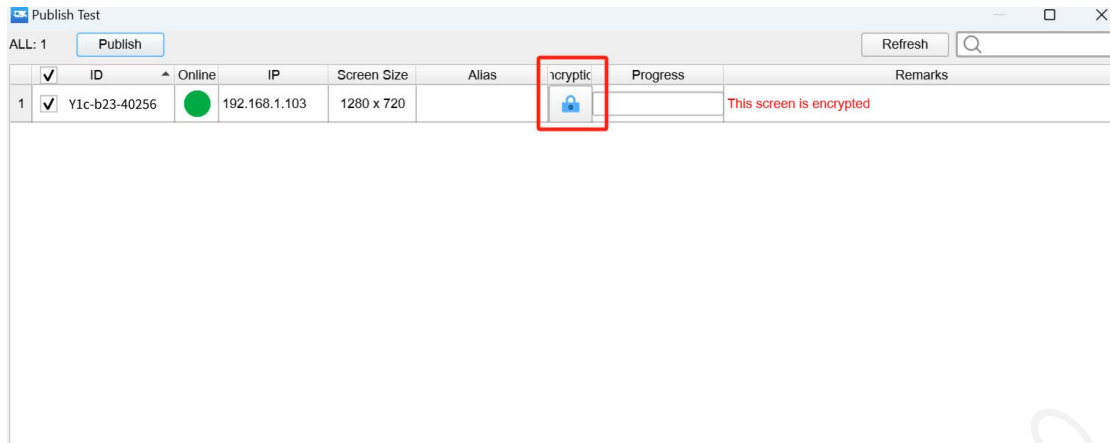 Publish Test
ALL: 1 Publish Refresh
ID Online IP Screen Size Alias ncryptic Progress Remarks
1 Y1c-b23-40256 192.168.1.103 1280 x 720 This screen is encrypted